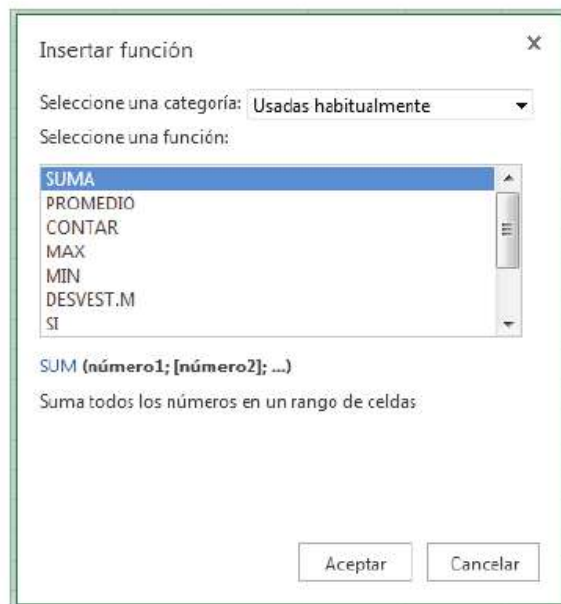 Insertar función
Seleccione una categoría: Usadas habitualmente
Seleccione una función:
SUMA
PROMEDIO
CONTAR
MAX
MIN
DESVEST.M
SI
SUM (número1; [número2]; ...)
Suma todos los números en un rango de celdas
Aceptar Cancelar